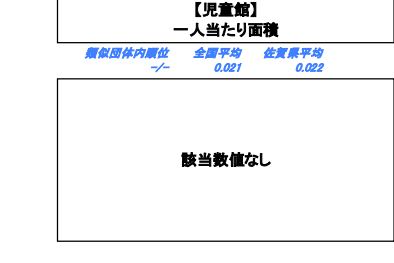 【児童館】
一人当たり面積
類似団体内順位 全国平均 佐賀県平均
-/- 0.021 0.022
該当数値なし